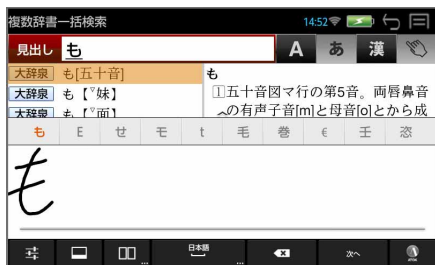 複数辞書一括検索 14:52
見出し も A あ 漢
大辞泉 も[五十音]
大辞泉 も【▽妹】
大辞泉 も【▽面】
も
1五十音図マ行の第5音。両唇鼻音
の有声子音[m]と母音[o]とから成
も E せ モ t 毛 巻 € 壬 恣
も
日本語 次へ